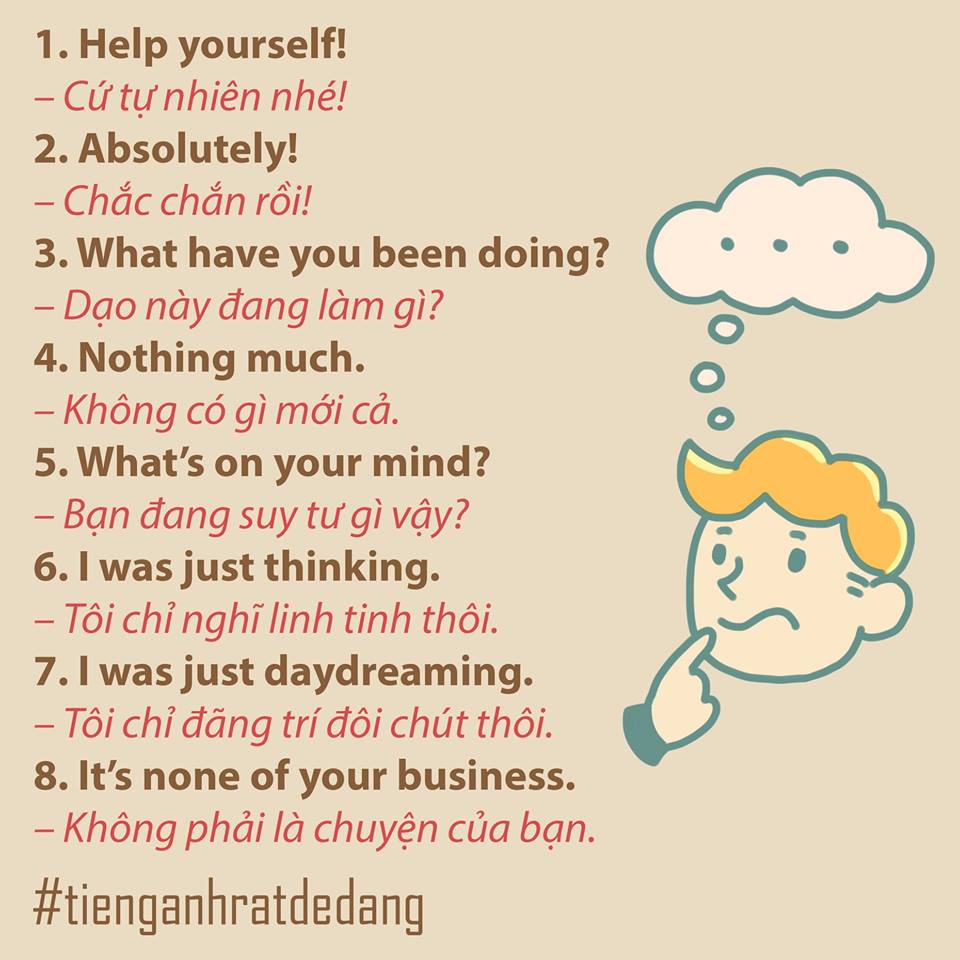 1. Help yourself!
– Cứ tự nhiên nhé!
2. Absolutely!
– Chắc chắn rồi!
3. What have you been doing?
– Dạo này đang làm gì?
4. Nothing much.
– Không có gì mới cả.
5. What's on your mind?
– Bạn đang suy tư gì vậy?
6. I was just thinking.
– Tôi chỉ nghĩ linh tinh thôi.
7. I was just daydreaming.
– Tôi chỉ đãng trí đôi chút thôi.
8. It's none of your business.
– Không phải là chuyện của bạn.
#tienganhratdedang